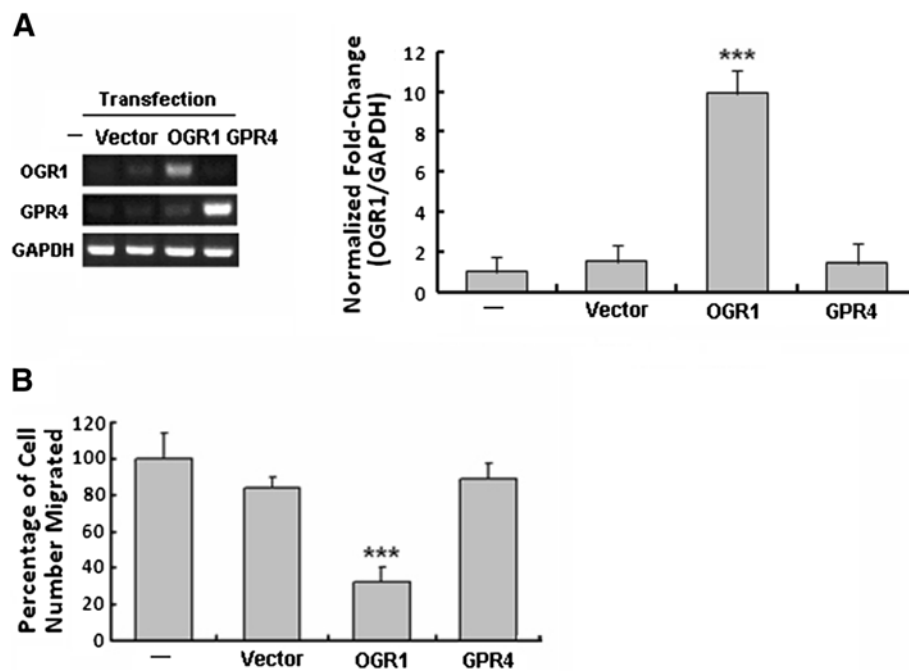 A
Transfection
— Vector OGR1 GPR4
OGR1
GPR4
GAPDH
Normalized Fold-Change
(OGR1/GAPDH)
12
10
8
6
4
2
0
***
— Vector OGR1 GPR4
B
Percentage of Cell
Number Migrated
120
100
80
60
40
20
0
***
— Vector OGR1 GPR4